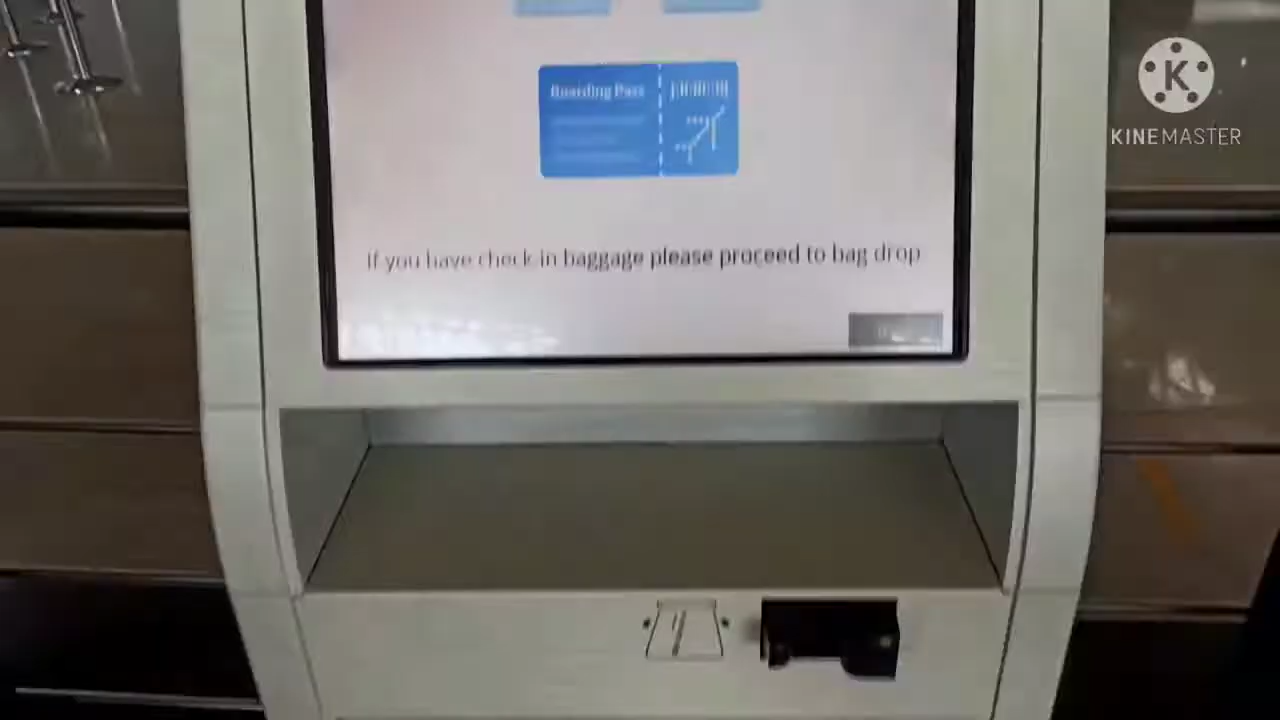 Boarding Pass
K
KINEMASTER
If you have check-in baggage please proceed to bag drop